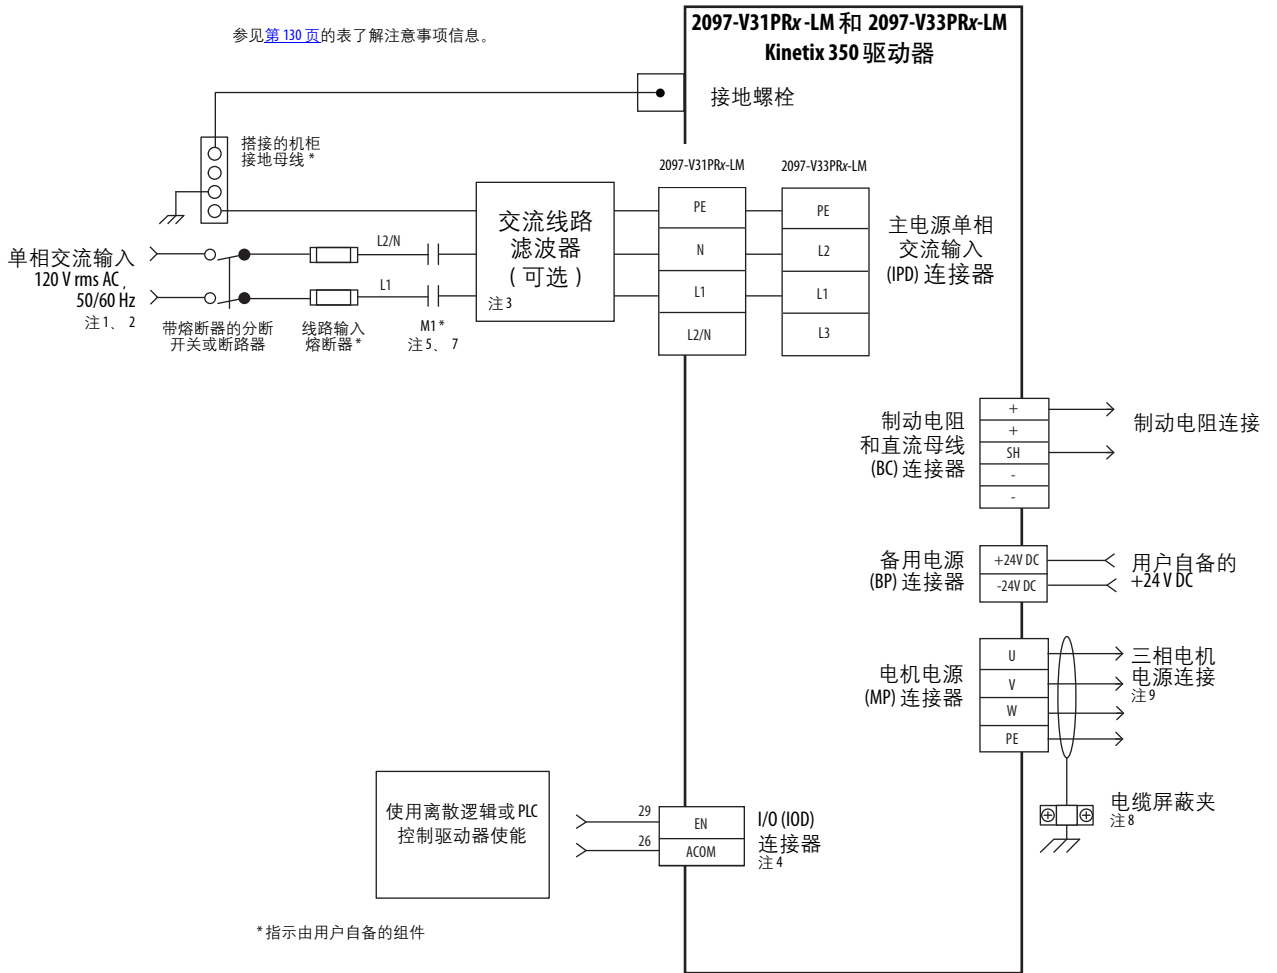 2097-V31PRx-LM 和 2097-V33PRx-LM
Kinetix 350 驱动器
参见第 130 页的表了解注意事项信息。
接地螺栓
搭接的机柜
接地母线 *
2097-V31PRx-LM
2097-V33PRx-LM
PE
N
L1
L2/N
PE
L2
L1
L3
主电源单相
交流输入
(IPD) 连接器
交流线路
滤波器
(可选)
注 3
单相交流输入
120 V rms AC ,
50/60 Hz
注 1、 2
L2/N
L1
带熔断器的分断
开关或断路器
线路输入
熔断器 *
M1 *
注 5、 7
制动电阻
和直流母线
(BC) 连接器
+
+
SH
-
-
制动电阻连接
备用电源
(BP) 连接器
+24V DC
-24V DC
用户自备的
+24 V DC
电机电源
(MP) 连接器
U
V
W
PE
三相电机
电源连接
注 9
电缆屏蔽夹
注 8
使用离散逻辑或 PLC
控制驱动器使能
29
26
EN
ACOM
I/O (IOD)
连接器
注 4
* 指示由用户自备的组件